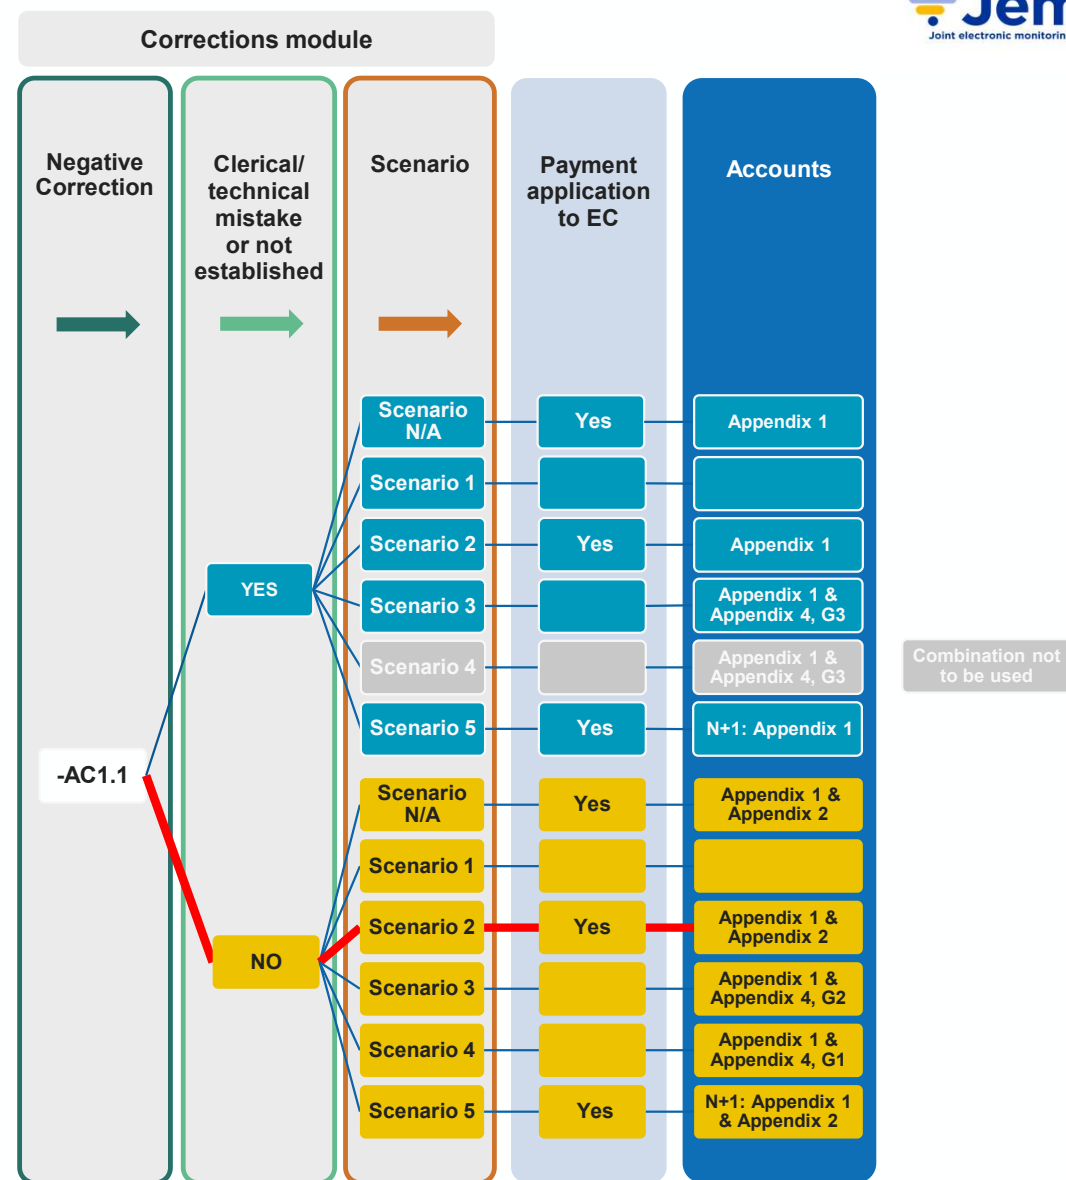 Jem
Joint electronic monitorin
Corrections module
Negative
Correction
Clerical/
technical
mistake
or not
established
Scenario
Payment
application
to EC
Accounts
Scenario
N/A
Yes
Appendix 1
Scenario 1
Scenario 2
Yes
Appendix 1
YES
Scenario 3
Appendix 1 &
Appendix 4, G3
Scenario 4
Appendix 1 &
Appendix 4, G3
Combination not
to be used
Scenario 5
Yes
N+1: Appendix 1
-AC1.1
Scenario
N/A
Yes
Appendix 1 &
Appendix 2
Scenario 1
Scenario 2
Yes
Appendix 1 &
Appendix 2
NO
Scenario 3
Appendix 1 &
Appendix 4, G2
Scenario 4
Appendix 1 &
Appendix 4, G1
Scenario 5
Yes
N+1: Appendix 1
& Appendix 2